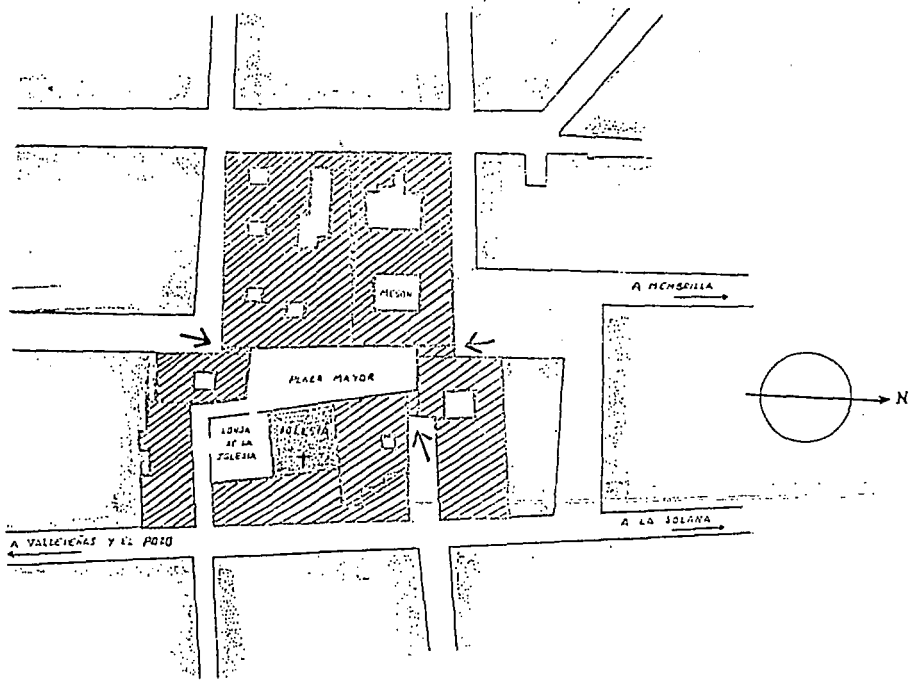 MESON
A MEMBRILLA
PLAZA MAYOR
N
LONJA
DE LA
IGLESIA
IGLESIA
A LA SOLANA
A VALDEPEÑAS Y EL POZO